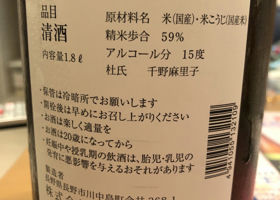 品目
清酒
内容量1.8ℓ
原材料名 米(国産)・米こうじ(国産米)
精米歩合 59%
アルコール分 15度
杜氏 千野麻里子
・保管は冷暗所でお願いします
・開栓後は早めにお召し上がりください
・お酒は楽しく適量を
・お酒は20歳になってから
・妊娠中や授乳期の飲酒は、胎児・乳児の
発育に悪影響を与えるおそれがあります
製造者
長野県長野市川中島町今井368-1
株式会